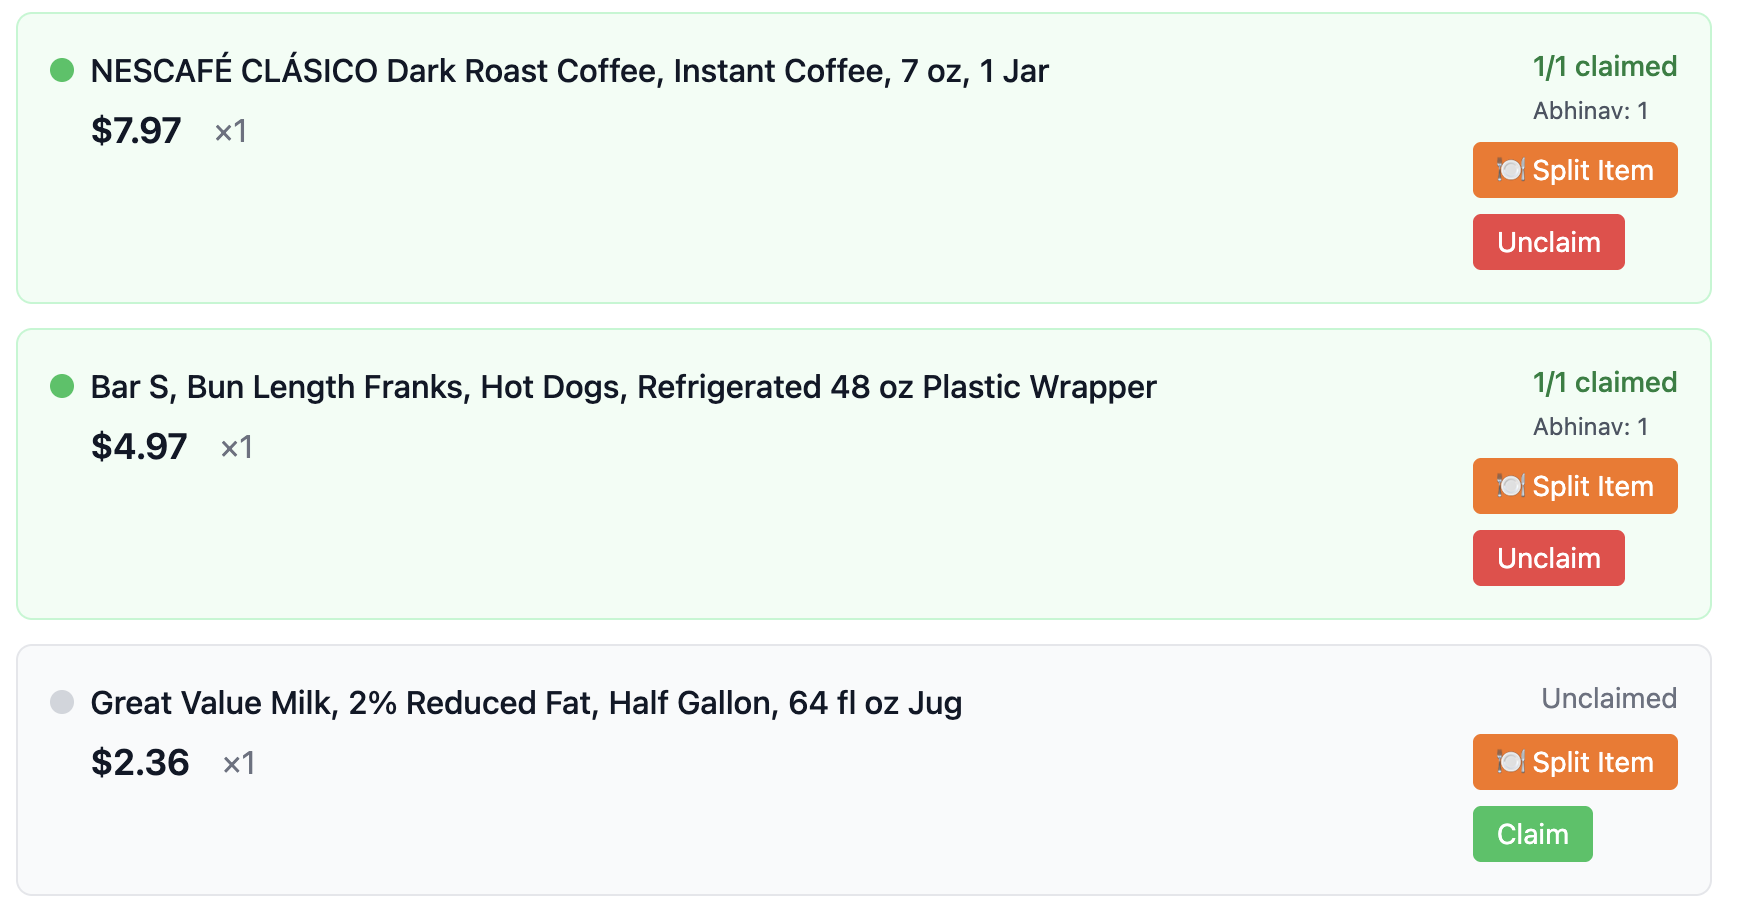 NESCAFÉ CLÁSICO Dark Roast Coffee, Instant Coffee, 7 oz, 1 Jar
$7.97 ×1
1/1 claimed
Abhinav: 1
Split Item
Unclaim
Bar S, Bun Length Franks, Hot Dogs, Refrigerated 48 oz Plastic Wrapper
$4.97 ×1
1/1 claimed
Abhinav: 1
Split Item
Unclaim
Great Value Milk, 2% Reduced Fat, Half Gallon, 64 fl oz Jug
$2.36 ×1
Unclaimed
Split Item
Claim